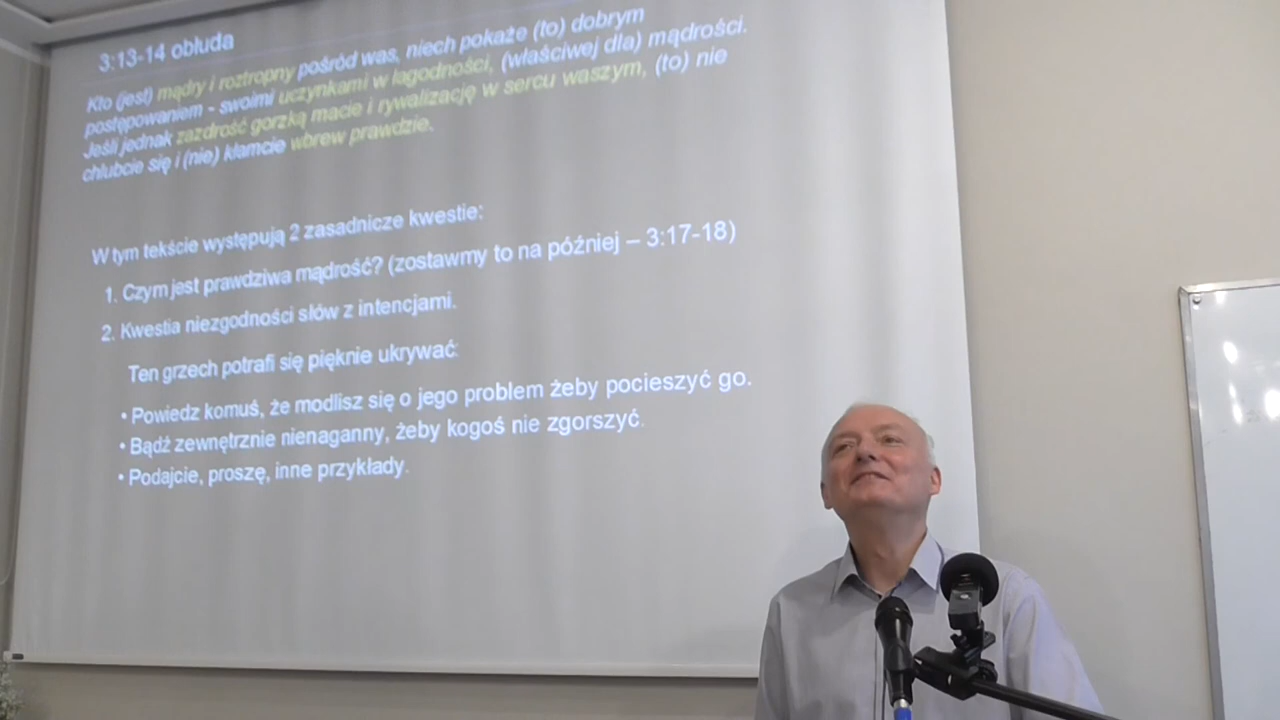 3:13-14 obłuda
Kto (jest) mądry i roztropny pośród was, niech pokaże (to) dobrym
postępowaniem - swoimi uczynkami w łagodności, (właściwej dla) mądrości.
Jeśli jednak zazdrość gorzką macie i rywalizację w sercu waszym, (to) nie
chlubcie się i (nie) kłamcie wbrew prawdzie.
W tym tekście występują 2 zasadnicze kwestie:
1. Czym jest prawdziwa mądrość? (zostawmy to na później – 3:17-18)
2. Kwestia niezgodności słów z intencjami.
Ten grzech potrafi się pięknie ukrywać:
• Powiedz komuś, że modlisz się o jego problem żeby pocieszyć go.
• Bądź zewnętrznie nienaganny, żeby kogoś nie zgorszyć.
• Podajcie, proszę, inne przykłady.